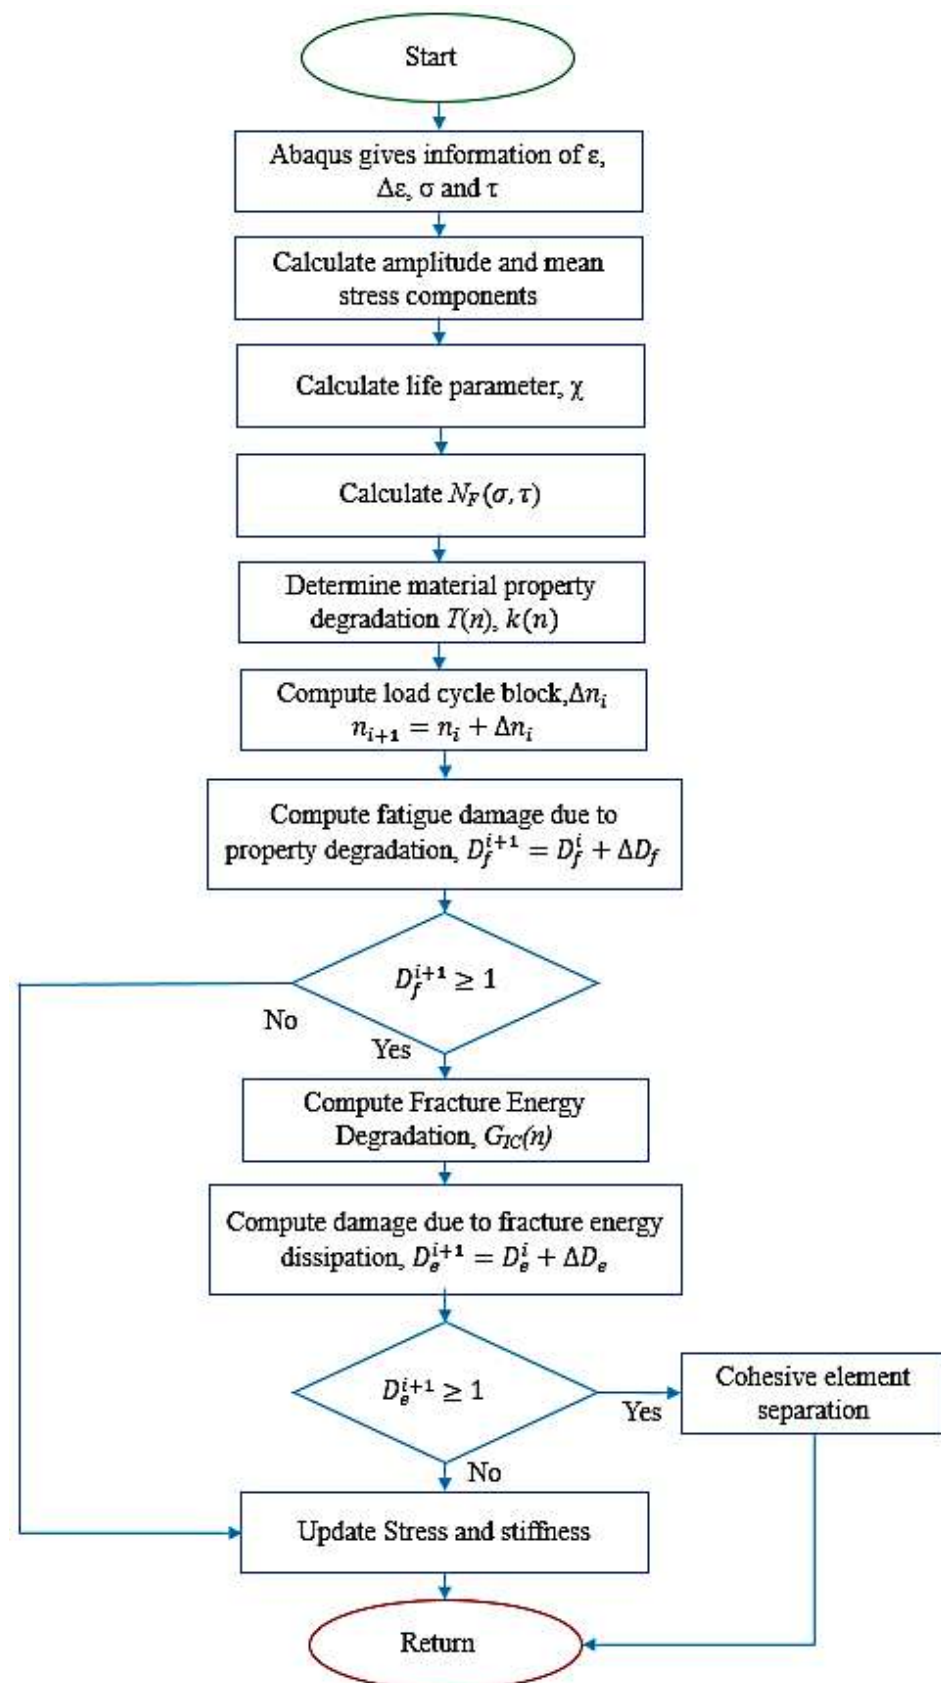 Start
Abaqus gives information of ε,
Δε, σ and τ
Calculate amplitude and mean
stress components
Calculate life parameter, χ
Calculate N_F(σ,τ)
Determine material property
degradation T(n), k(n)
Compute load cycle block,Δn_i
n_{i+1} = n_i + Δn_i
Compute fatigue damage due to
property degradation, D_f^{i+1} = D_f^i + ΔD_f
D_f^{i+1} ≥ 1
No
Yes
Compute Fracture Energy
Degradation, G_{IC}(n)
Compute damage due to fracture energy
dissipation, D_e^{i+1} = D_e^i + ΔD_e
D_e^{i+1} ≥ 1
Yes
Cohesive element
separation
No
Update Stress and stiffness
Return